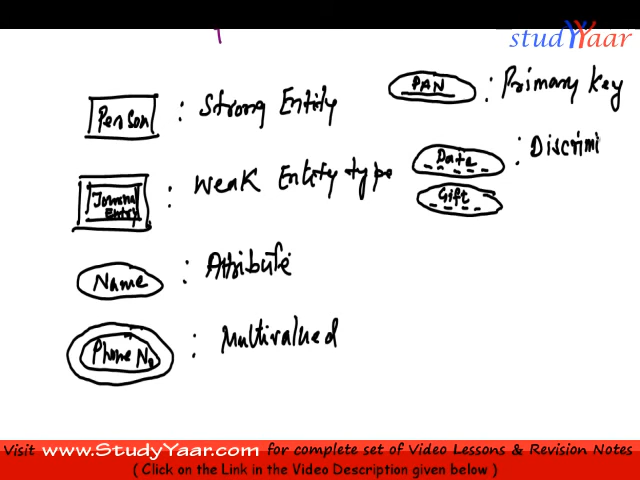 studYYaar
Person : Strong Entity
PAN : Primary Key
Journal
Entry : Weak Entity type
Date : Discrimi
Gift
Name : Attribute
Phone No : Multivalued
Visit www.StudyYaar.com for complete set of Video Lessons & Revision Notes
( Click on the Link in the Video Description given below )